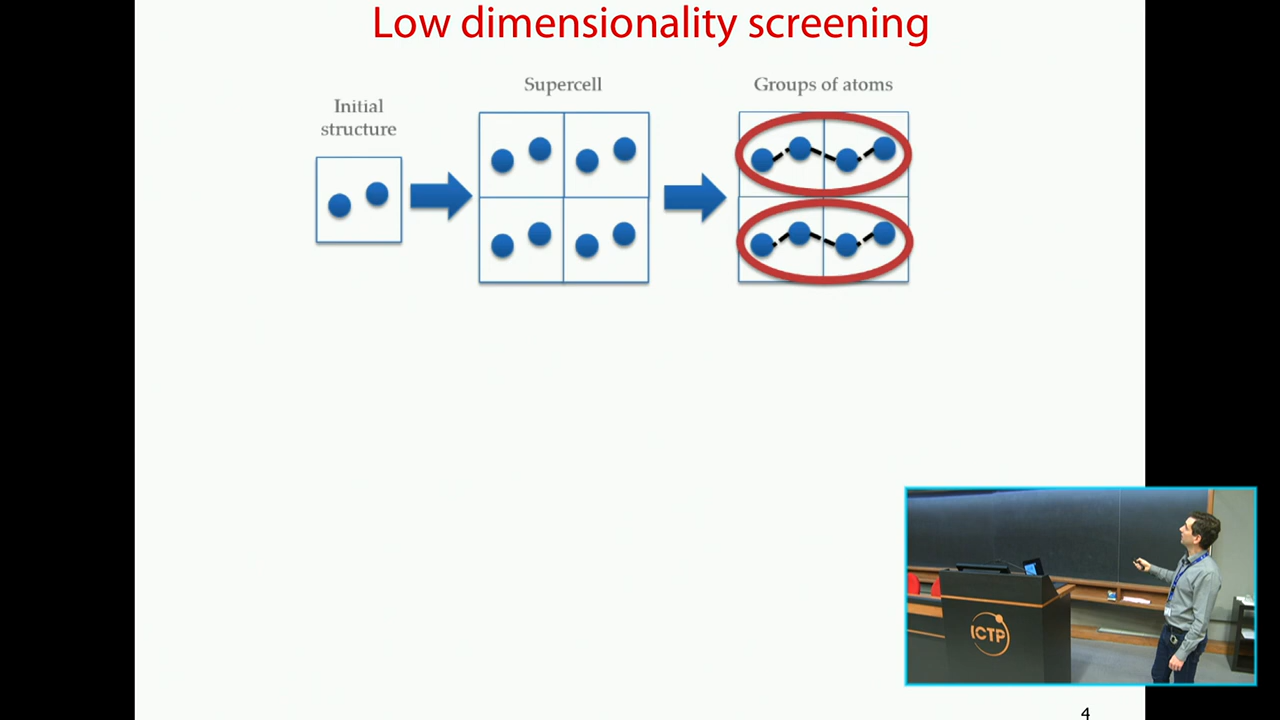 Low dimensionality screening
Initial
structure
Supercell
Groups of atoms
ICTP
4